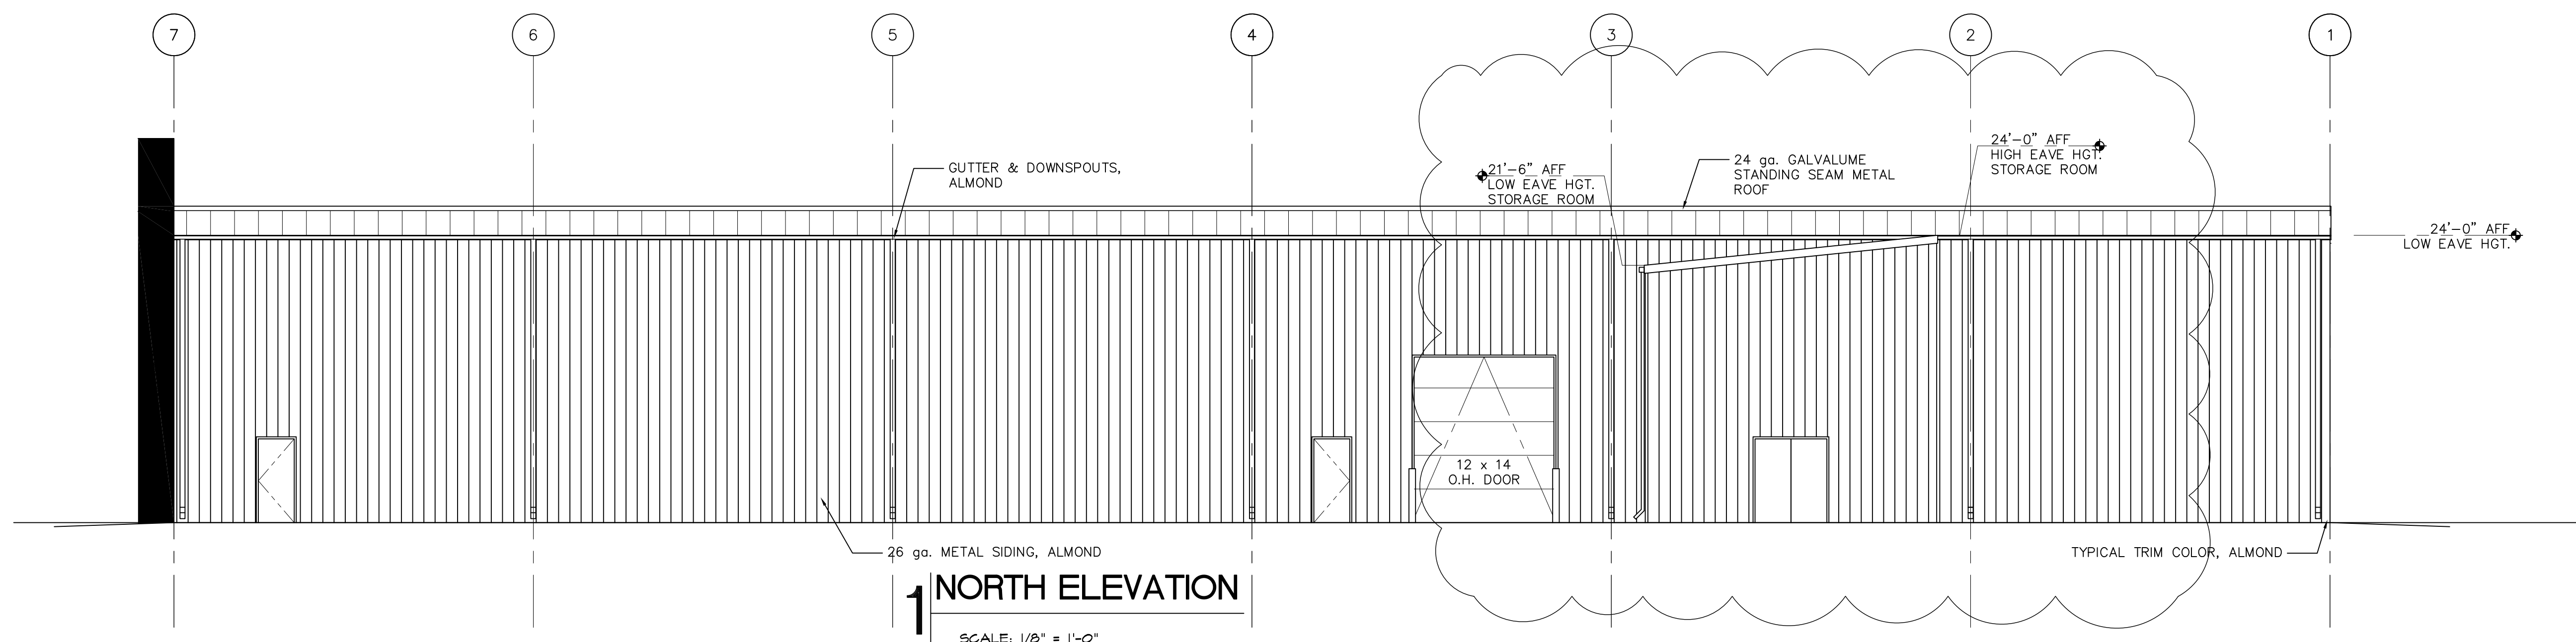 7
6
5
4
3
2
1
24'-0" AFF
HIGH EAVE HGT.
STORAGE ROOM
GUTTER & DOWNSPOUTS,
ALMOND
21'-6" AFF
LOW EAVE HGT.
STORAGE ROOM
24 ga. GALVALUME
STANDING SEAM METAL
ROOF
24'-0" AFF
LOW EAVE HGT.
12 x 14
O.H. DOOR
26 ga. METAL SIDING, ALMOND
TYPICAL TRIM COLOR, ALMOND
1 NORTH ELEVATION
SCALE: 1/8" = 1'-0"